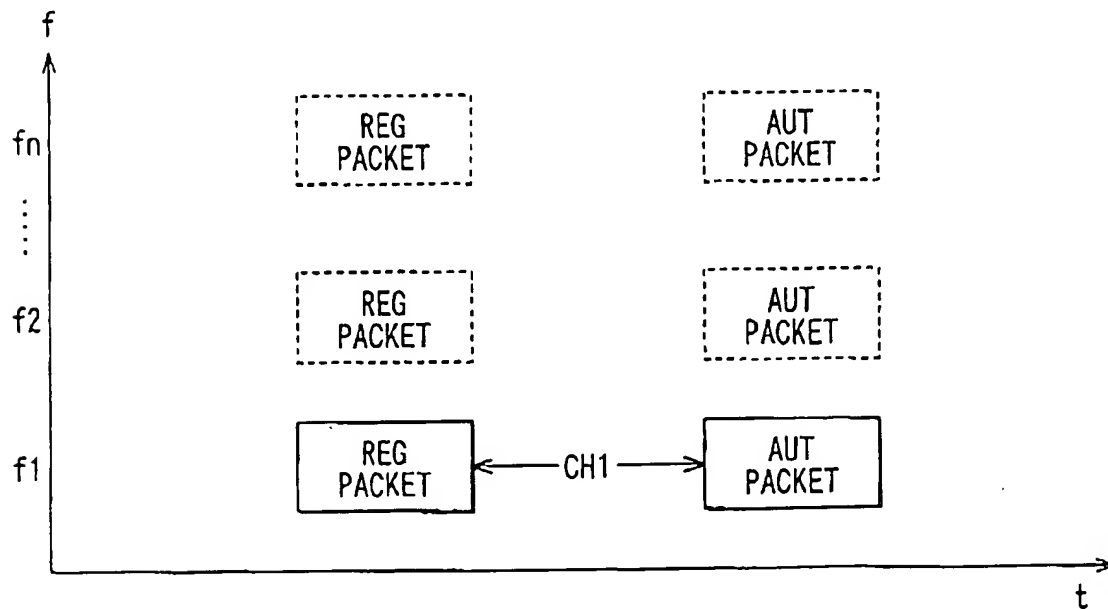 f
fn
REG
PACKET
AUT
PACKET
f2
REG
PACKET
AUT
PACKET
f1
REG
PACKET
CH1
AUT
PACKET
t